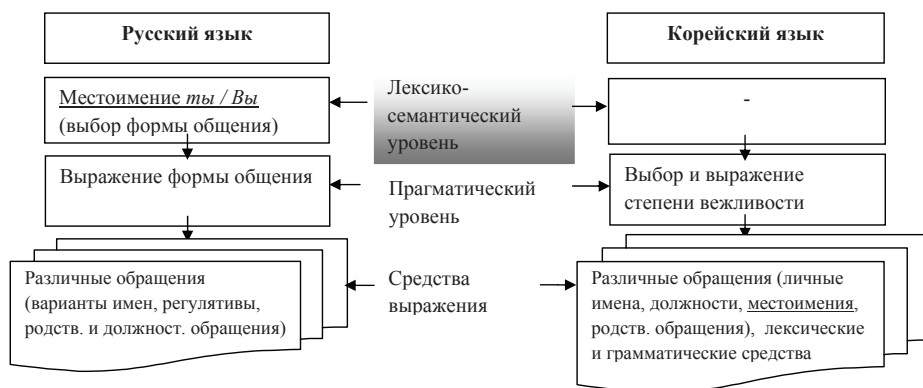 Русский язык
Корейский язык
Местоимение ты / Вы
(выбор формы общения)
Лексико-
семантический
уровень
-
Выражение формы общения
Прагматический
уровень
Выбор и выражение
степени вежливости
Различные обращения
(варианты имен, регулятивы,
родств. и должност. обращения)
Средства
выражения
Различные обращения (личные
имена, должности, местоимения,
родств. обращения), лексические
и грамматические средства